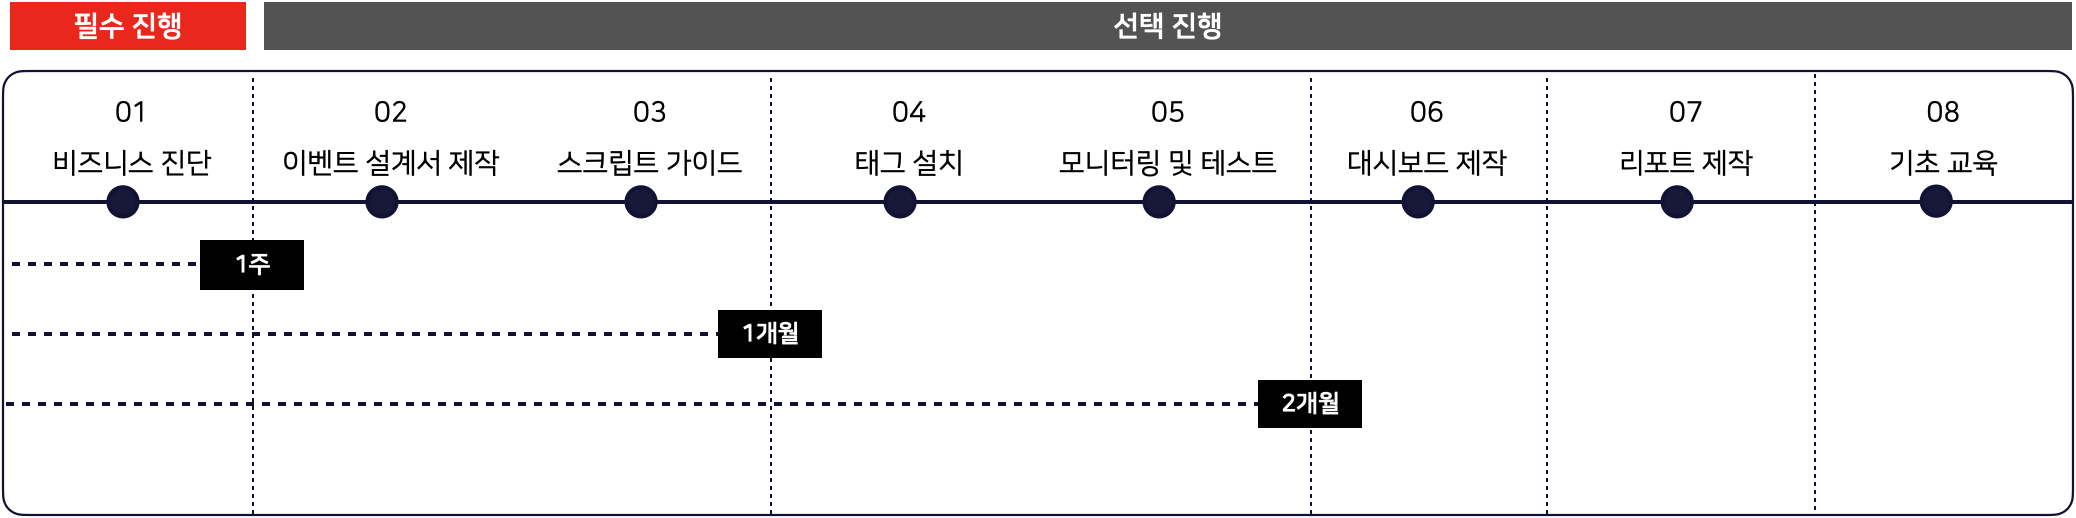 필수 진행
선택 진행
01
02
03
04
05
06
07
08
비즈니스 진단
이벤트 설계서 제작
스크립트 가이드
태그 설치
모니터링 및 테스트
대시보드 제작
리포트 제작
기초 교육
1주
1개월
2개월